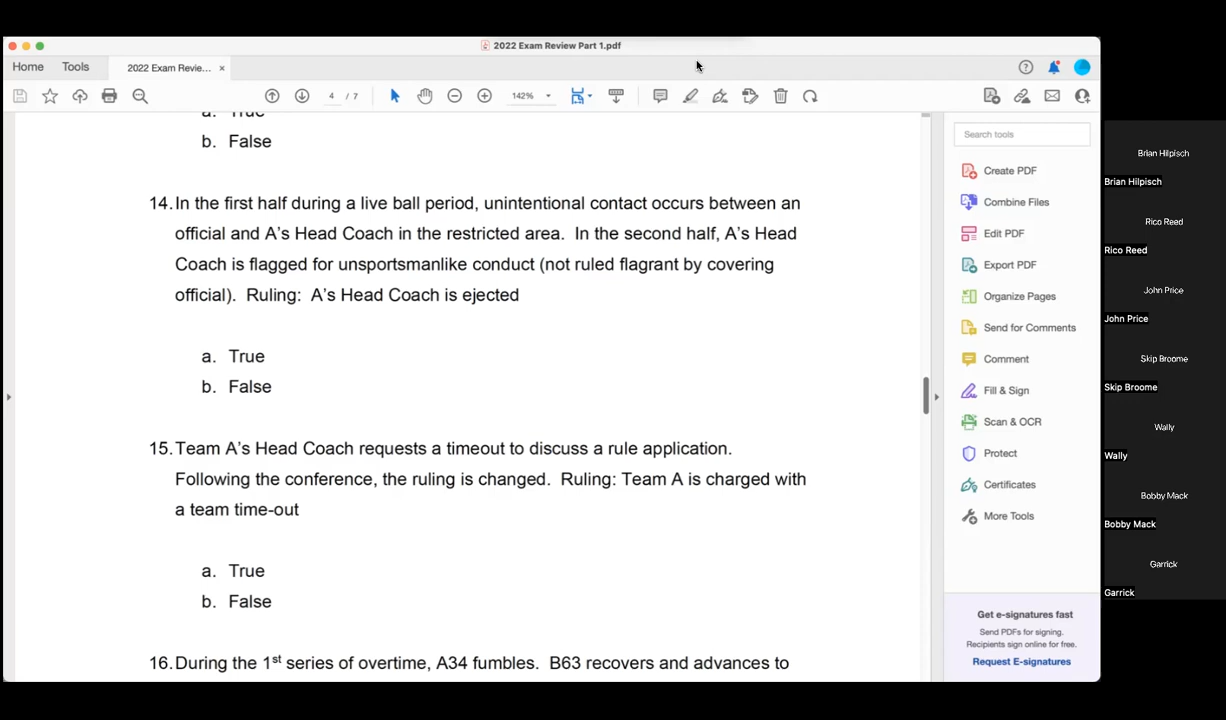 2022 Exam Review Part 1.pdf
Home Tools 2022 Exam Revie... ×
4 / 7 142%
a. True
b. False
14. In the first half during a live ball period, unintentional contact occurs between an
official and A's Head Coach in the restricted area. In the second half, A's Head
Coach is flagged for unsportsmanlike conduct (not ruled flagrant by covering
official). Ruling: A's Head Coach is ejected
a. True
b. False
15. Team A's Head Coach requests a timeout to discuss a rule application.
Following the conference, the ruling is changed. Ruling: Team A is charged with
a team time-out
a. True
b. False
16. During the 1st series of overtime, A34 fumbles. B63 recovers and advances to
Search tools
Create PDF
Combine Files
Edit PDF
Export PDF
Organize Pages
Send for Comments
Comment
Fill & Sign
Scan & OCR
Protect
Certificates
More Tools
Get e-signatures fast
Send PDFs for signing.
Recipients sign online for free.
Request E-signatures
Brian Hilpisch
Brian Hilpisch
Rico Reed
Rico Reed
John Price
John Price
Skip Broome
Skip Broome
Wally
Wally
Bobby Mack
Bobby Mack
Garrick
Garrick